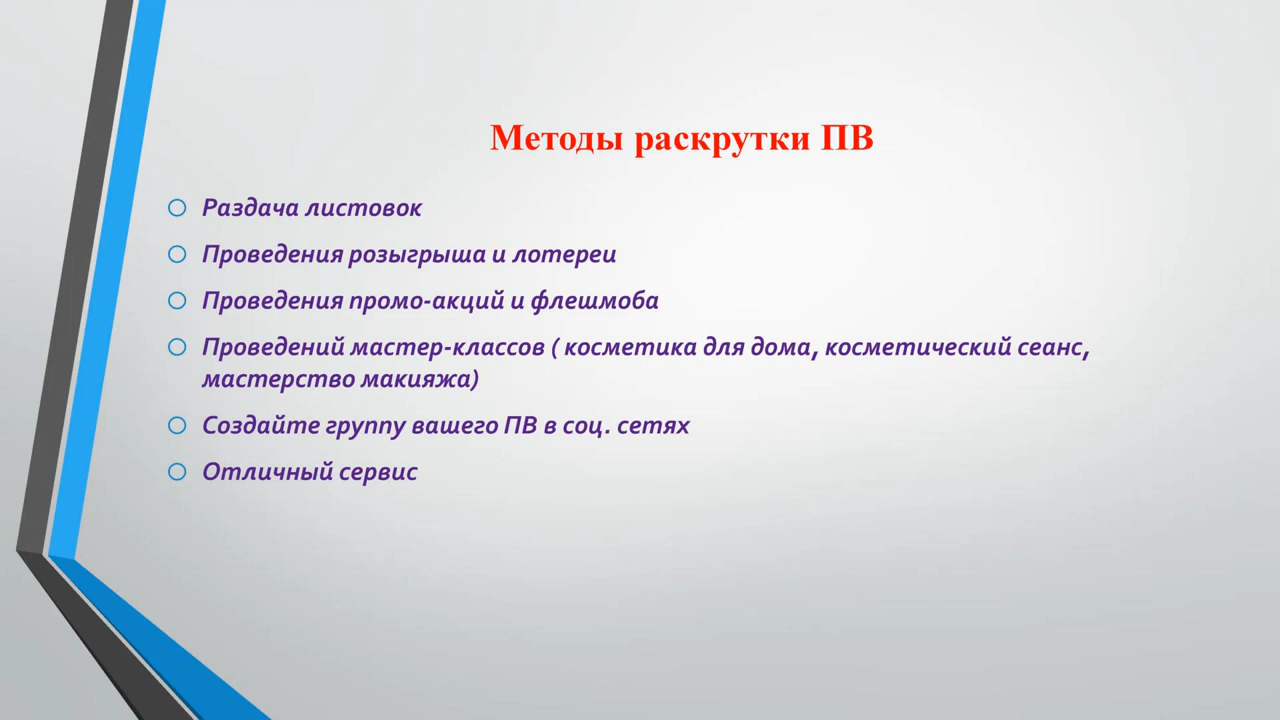 Методы раскрутки ПВ
Раздача листовок
Проведения розыгрыша и лотереи
Проведения промо-акций и флешмоба
Проведений мастер-классов ( косметика для дома, косметический сеанс,
мастерство макияжа)
Создайте группу вашего ПВ в соц. сетях
Отличный сервис